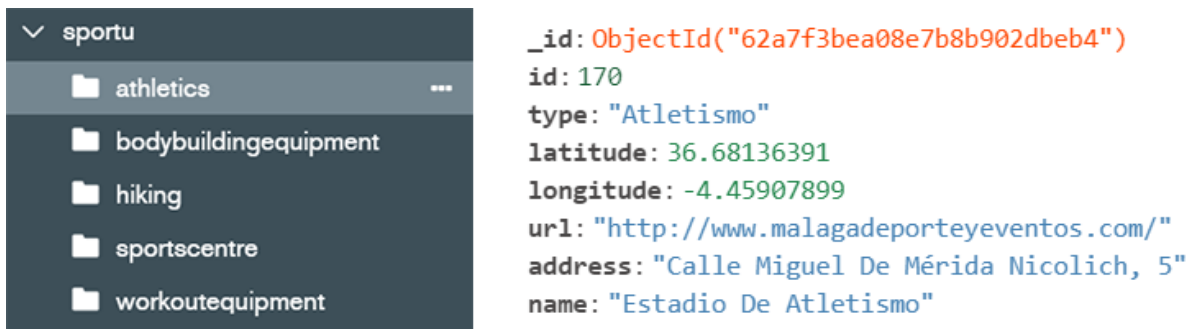 sportu
athletics
bodybuildingequipment
hiking
sportscentre
workoutequipment
_id: ObjectId("62a7f3bea08e7b8b902dbeb4")
id: 170
type: "Atletismo"
latitude: 36.68136391
longitude: -4.45907899
url: "http://www.malagadeporteyeventos.com/"
address: "Calle Miguel De Mérida Nicolich, 5"
name: "Estadio De Atletismo"